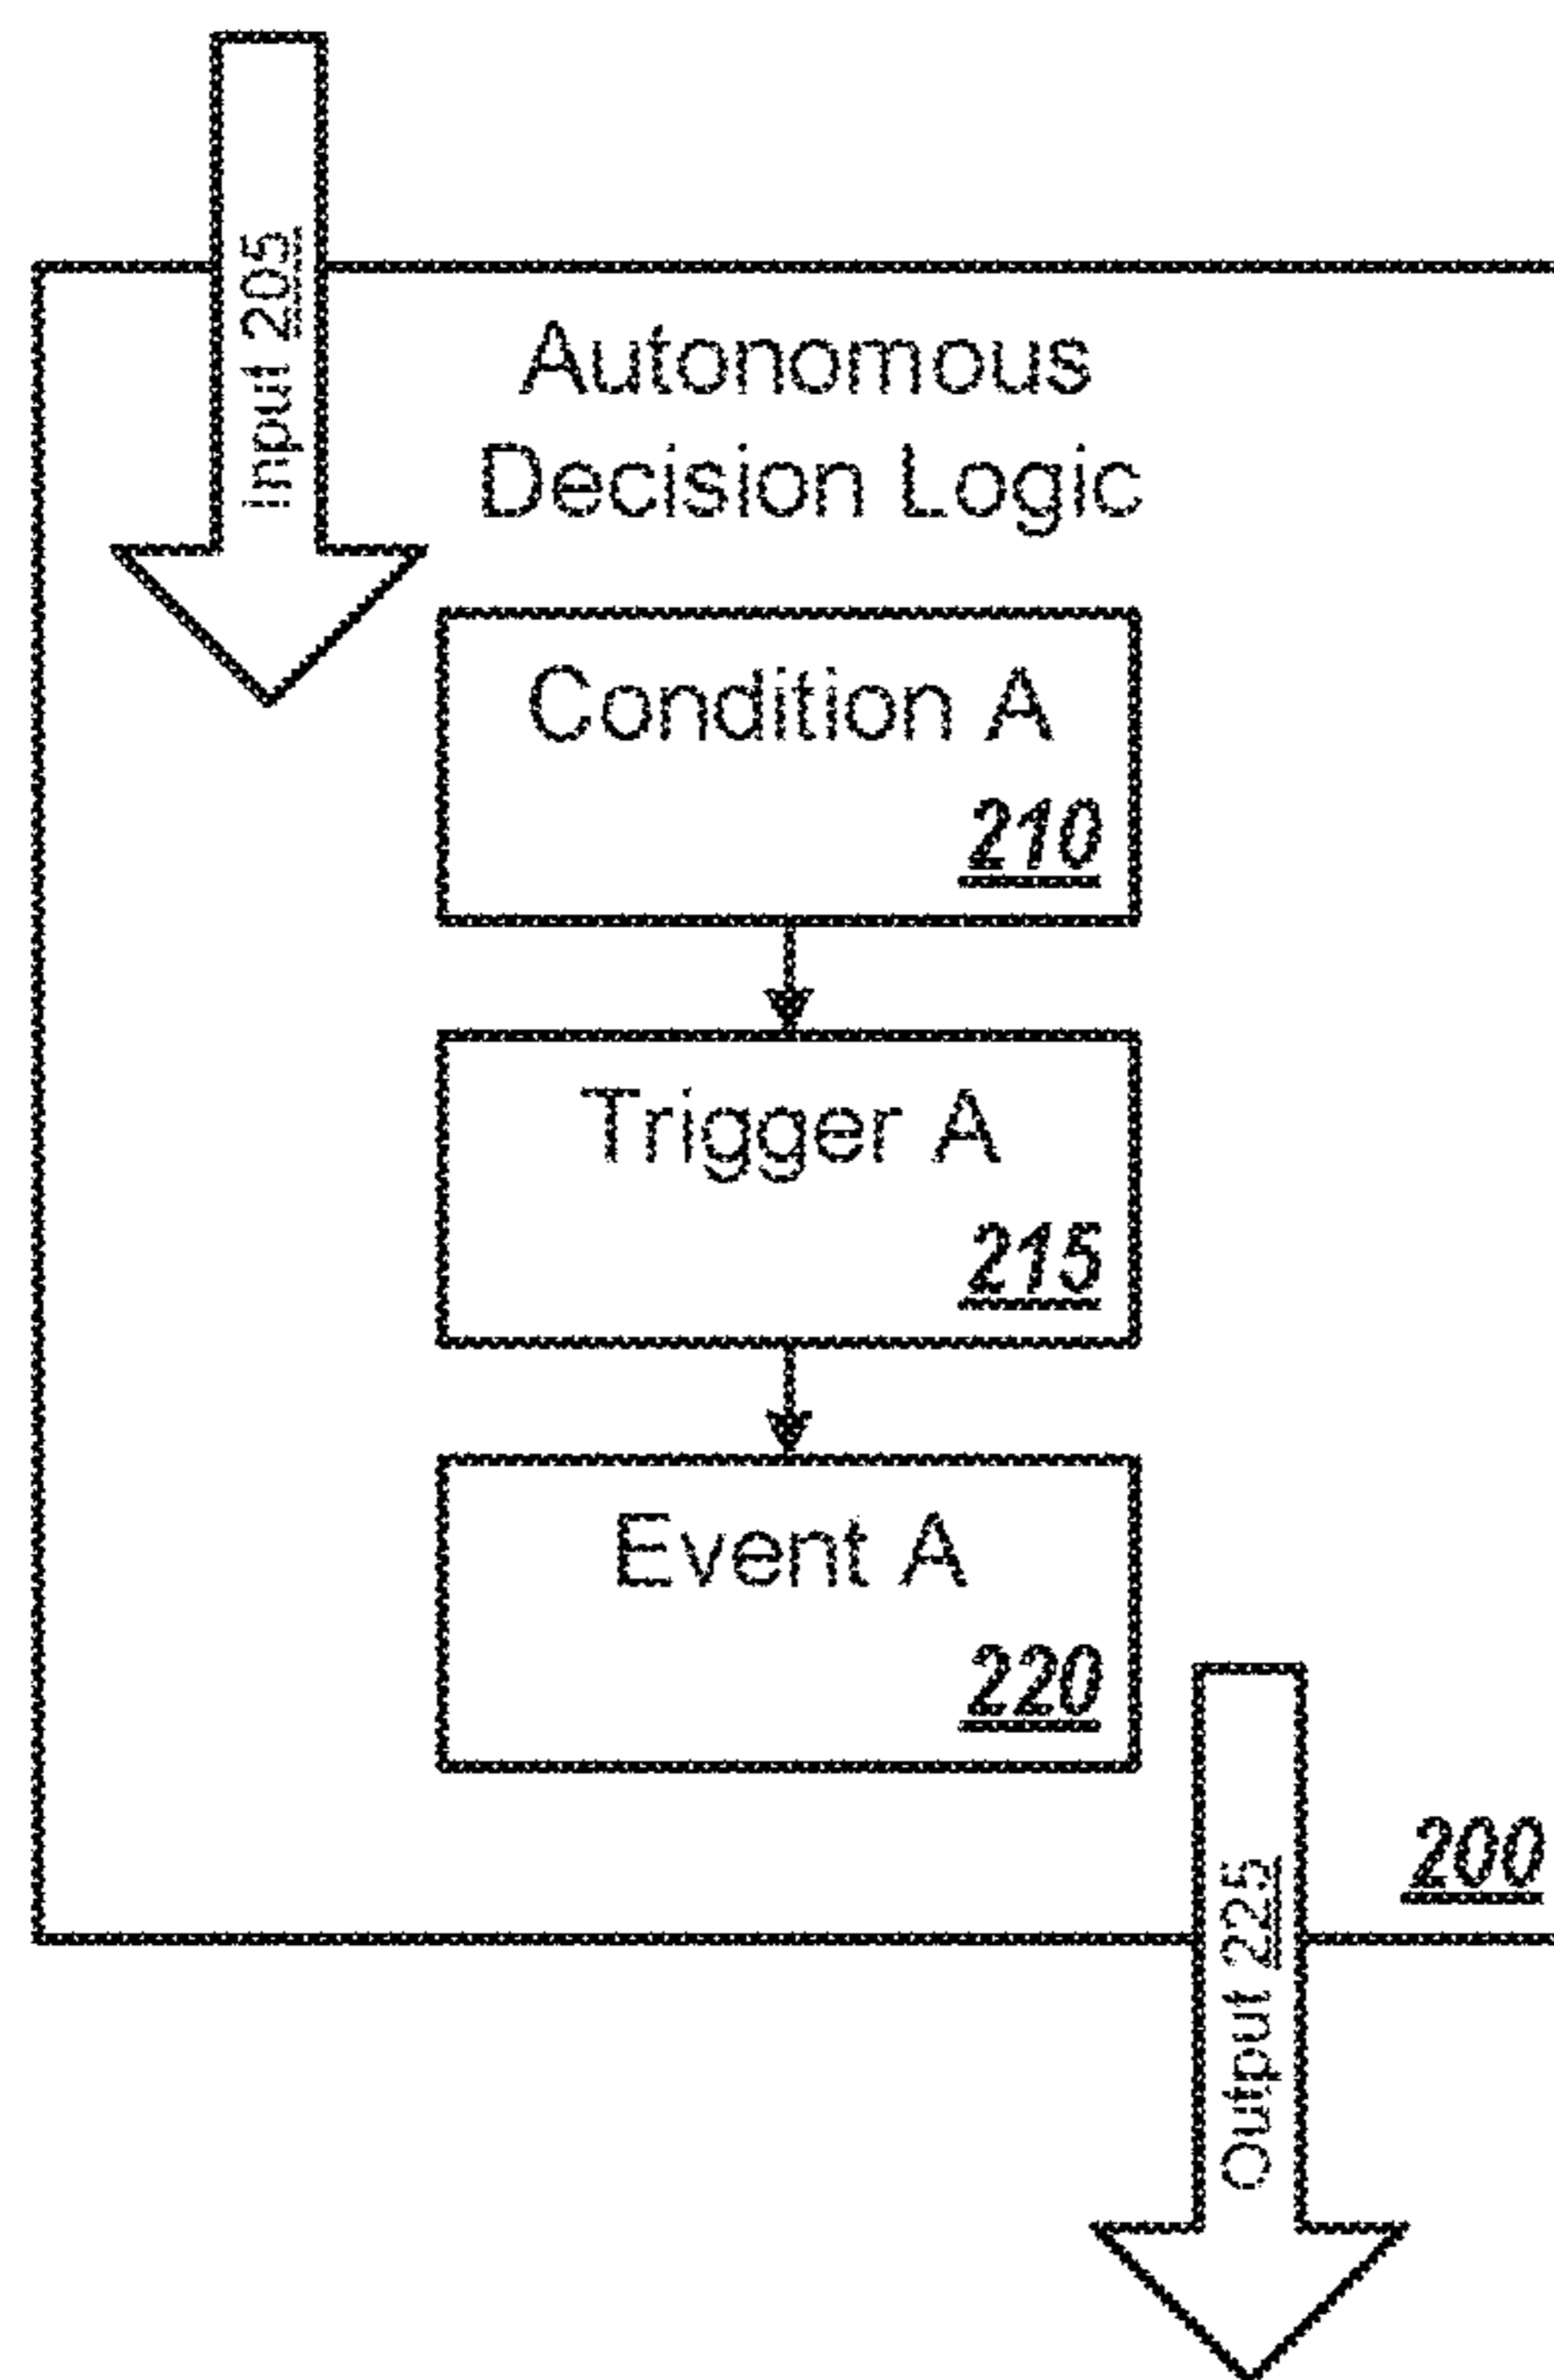 Input 205
Autonomous
Decision Logic
Condition A
210
Trigger A
215
Event A
220
200
Output 225